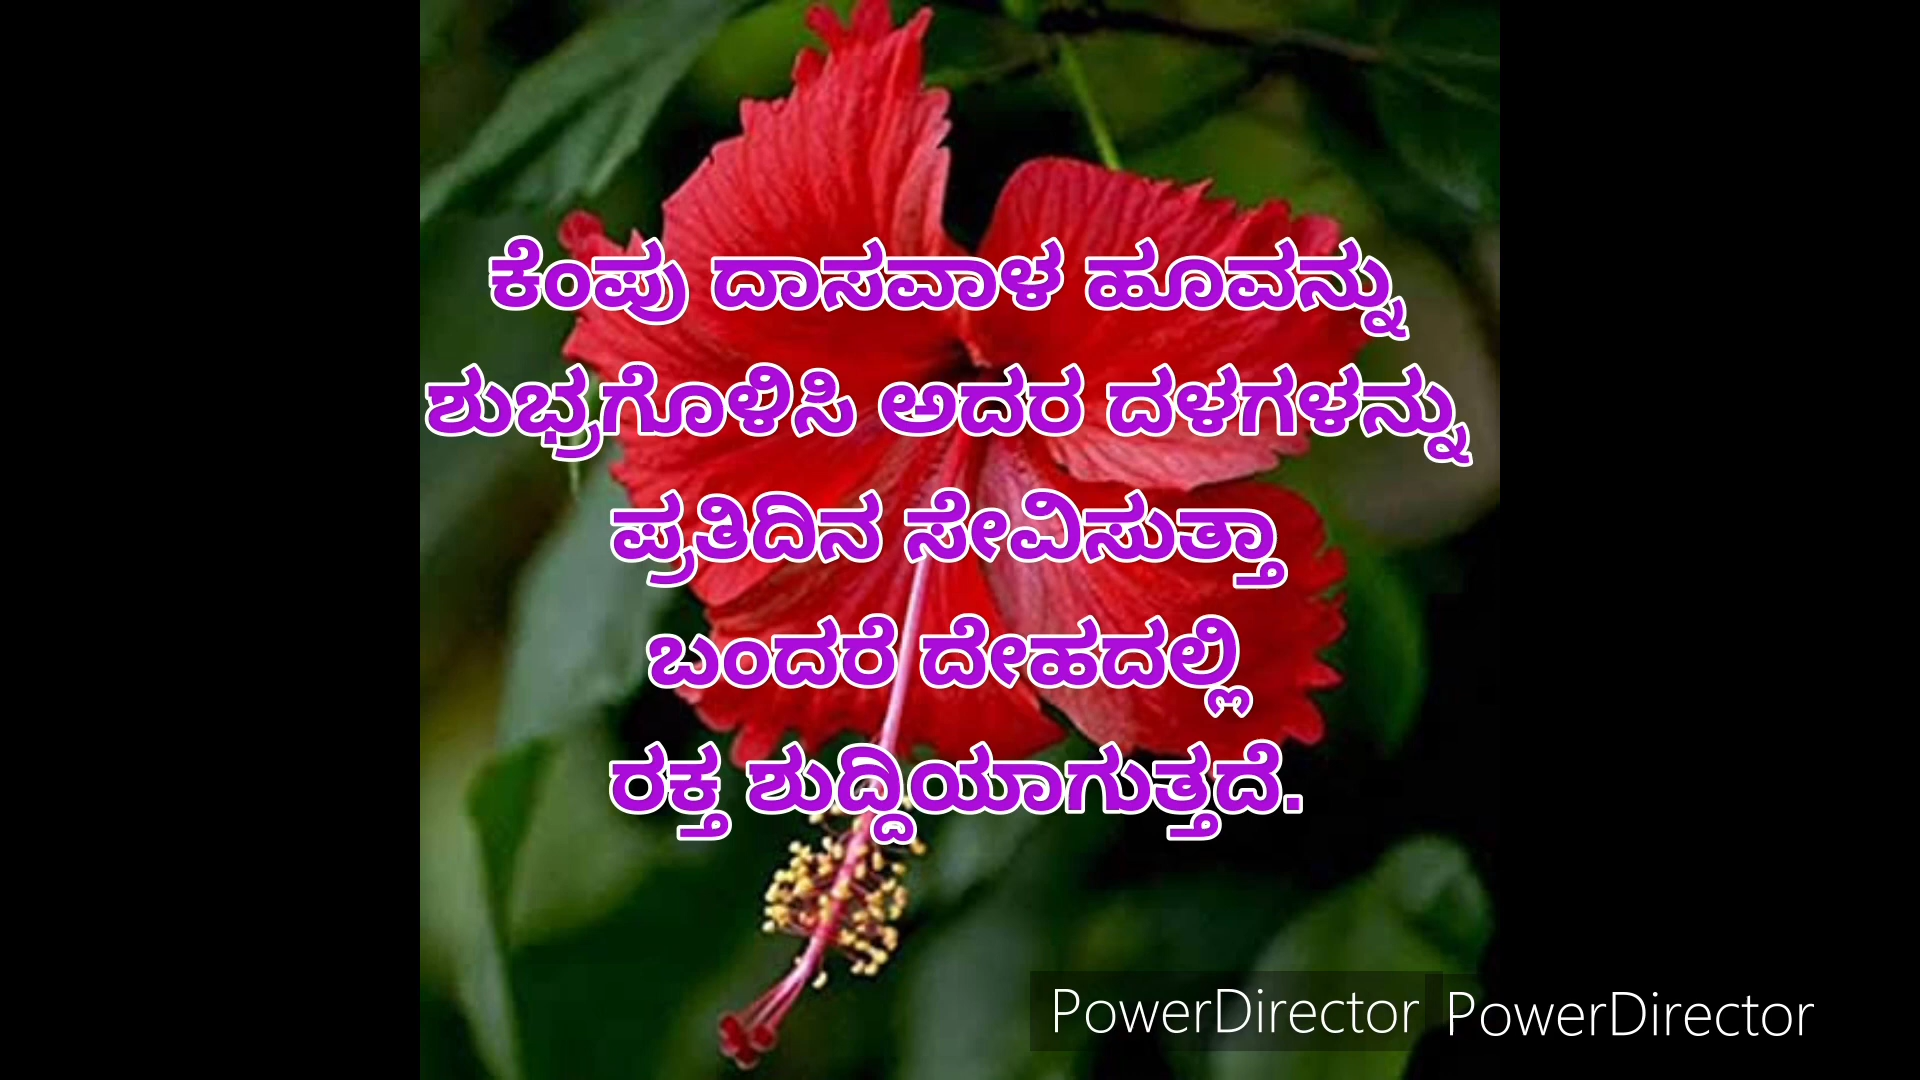 ಕೆಂಪು ದಾಸವಾಳ ಹೂವನ್ನು
ಶುಭ್ರಗೊಳಿಸಿ ಅದರ ದಳಗಳನ್ನು
ಪ್ರತಿದಿನ ಸೇವಿಸುತ್ತಾ
ಬಂದರೆ ದೇಹದಲ್ಲಿ
ರಕ್ತ ಶುದ್ದಿಯಾಗುತ್ತದೆ.
PowerDirector PowerDirector